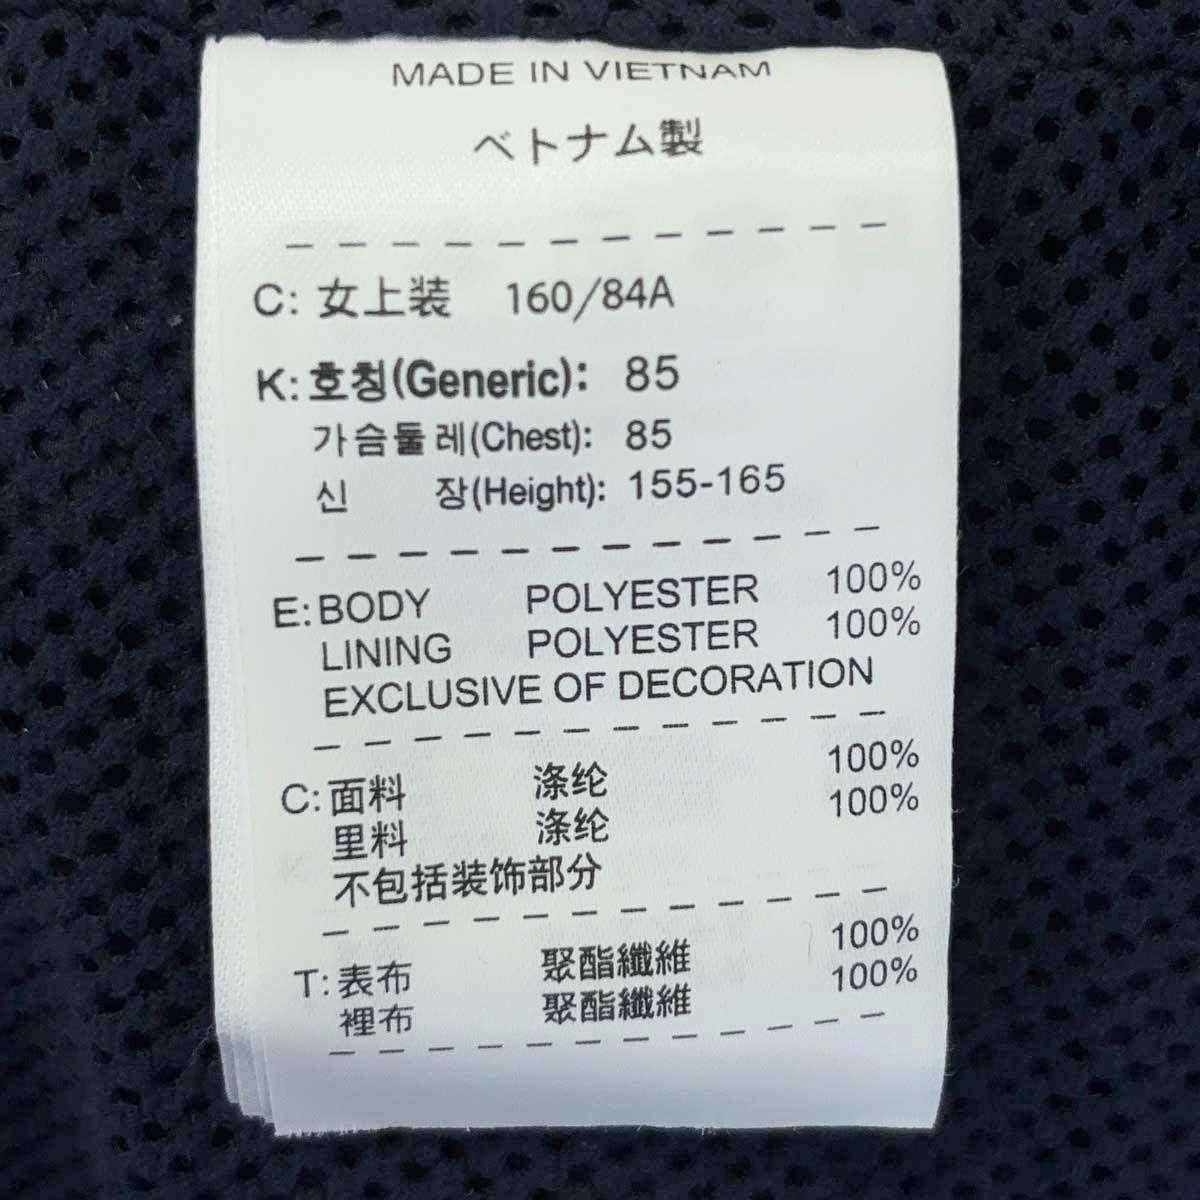 MADE IN VIETNAM
ベトナム製
C: 女上装 160/84A
K: 호칭(Generic): 85
가슴둘레(Chest): 85
신 장(Height): 155-165
E: BODY POLYESTER 100%
LINING POLYESTER 100%
EXCLUSIVE OF DECORATION
C: 面料 涤纶 100%
里料 涤纶 100%
不包括装饰部分
T: 表布 聚酯纖維 100%
裡布 聚酯纖維 100%